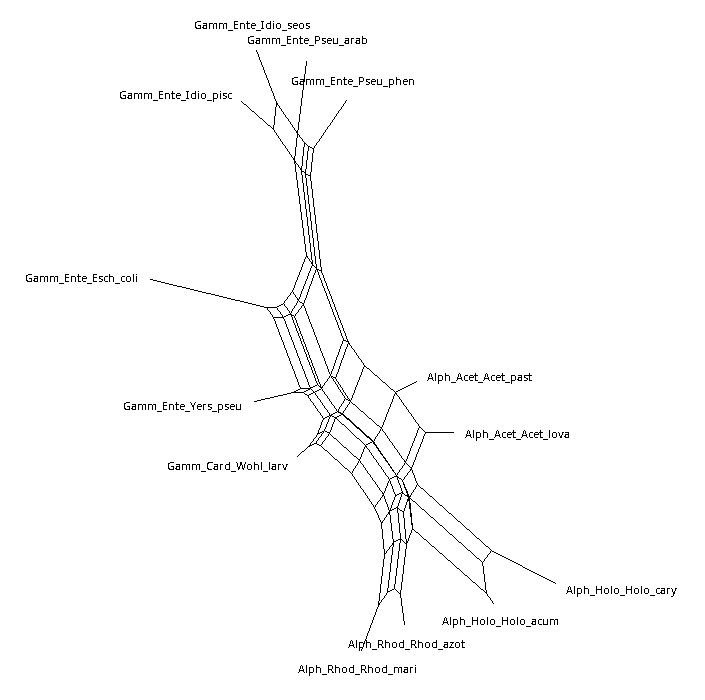 Gamm_Ente_Idio_seos
Gamm_Ente_Pseu_arab
Gamm_Ente_Pseu_phen
Gamm_Ente_Idio_pisc
Gamm_Ente_Esch_coli
Alph_Acet_Acet_past
Gamm_Ente_Yers_pseu
Alph_Acet_Acet_lova
Gamm_Card_Wohl_larv
Alph_Holo_Holo_cary
Alph_Holo_Holo_acum
Alph_Rhod_Rhod_azot
Alph_Rhod_Rhod_mari